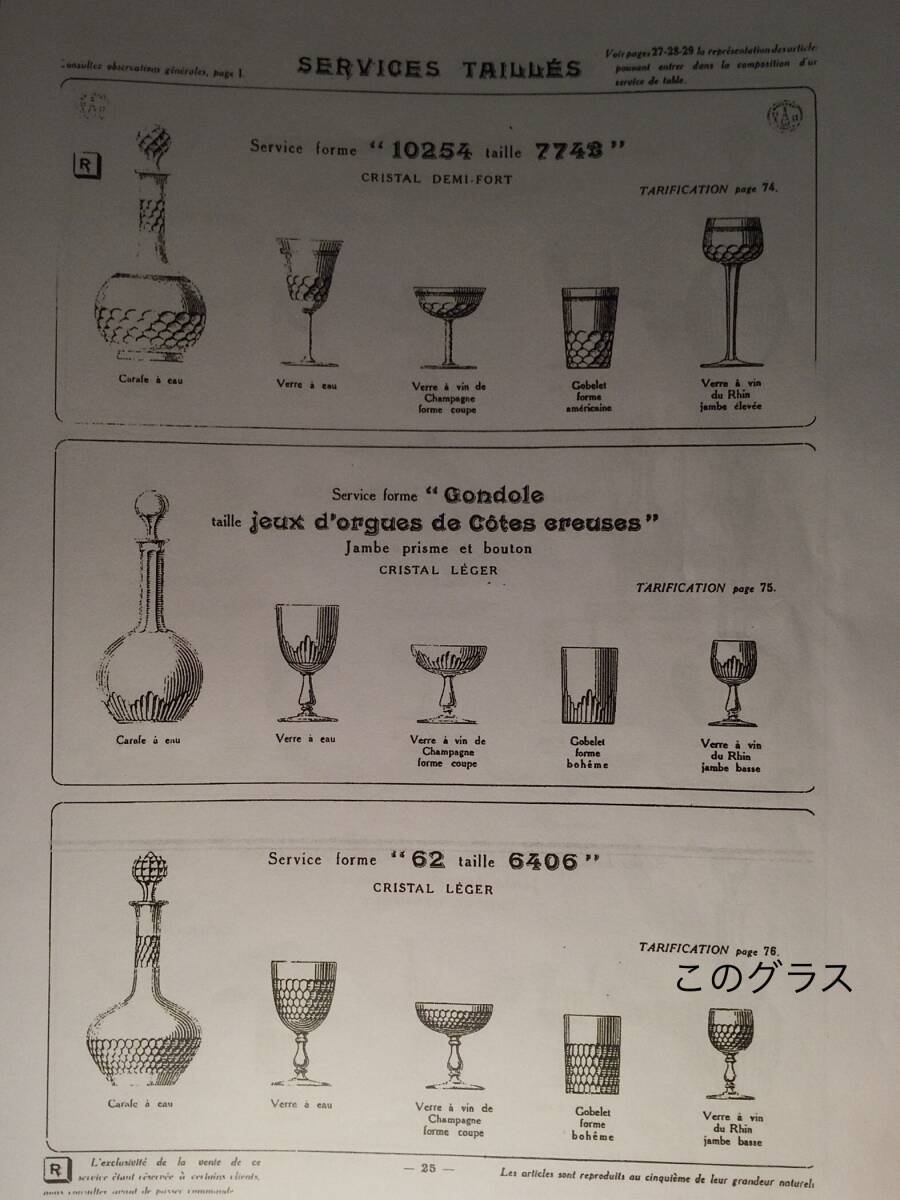 Consultez observations générales, page 1.
SERVICES TAILLÉS
Voir pages 27-28-29 la représentation des article
pouvant entrer dans la composition d'un
service de table.
R
Service forme “ 10254 taille 7743 ”
CRISTAL DEMI-FORT
TARIFICATION page 74.
Carafe à eau
Verre à eau
Verre à vin de
Champagne
forme coupe
Gobelet
forme
américaine
Verre à vin
du Rhin
jambe élevée
Service forme “ Gondole
taille jeux d'orgues de Côtes creuses ”
Jambe prisme et bouton
CRISTAL LÉGER
TARIFICATION page 75.
Carafe à eau
Verre à eau
Verre à vin de
Champagne
forme coupe
Gobelet
forme
bohême
Verre à vin
du Rhin
jambe basse
Service forme “ 62 taille 6406 ”
CRISTAL LÉGER
TARIFICATION page 76.
このグラス
Carafe à eau
Verre à eau
Verre à vin de
Champagne
forme coupe
Gobelet
forme
bohême
Verre à vin
du Rhin
jambe basse
R
L'exclusivité de la vente de ce
service étant réservée à certains clients,
nous consulter avant de passer commande
— 25 —
Les articles sont reproduits au cinquième de leur grandeur naturelle